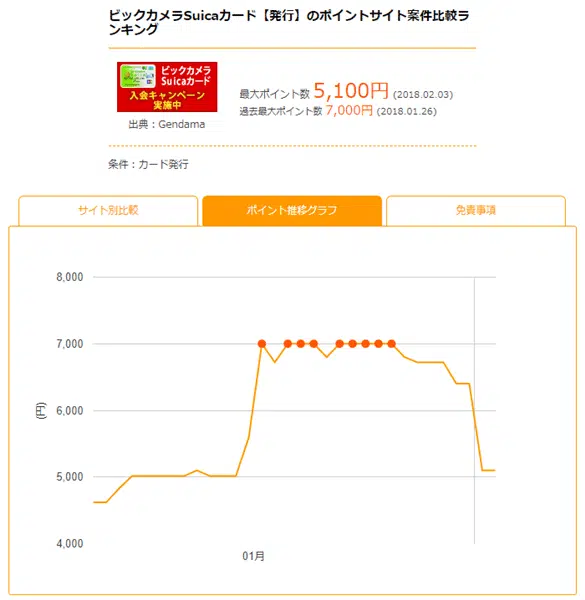 ビックカメラSuicaカード【発行】のポイントサイト案件比較ラ
ンキング
ビックカメラ
Suicaカード
入会キャンペーン
実施中
出典：Gendama
最大ポイント数 5,100円 (2018.02.03)
過去最大ポイント数 7,000円 (2018.01.26)
条件：カード発行
サイト別比較
ポイント推移グラフ
免責事項
8,000
7,000
6,000
5,000
4,000
(円)
01月